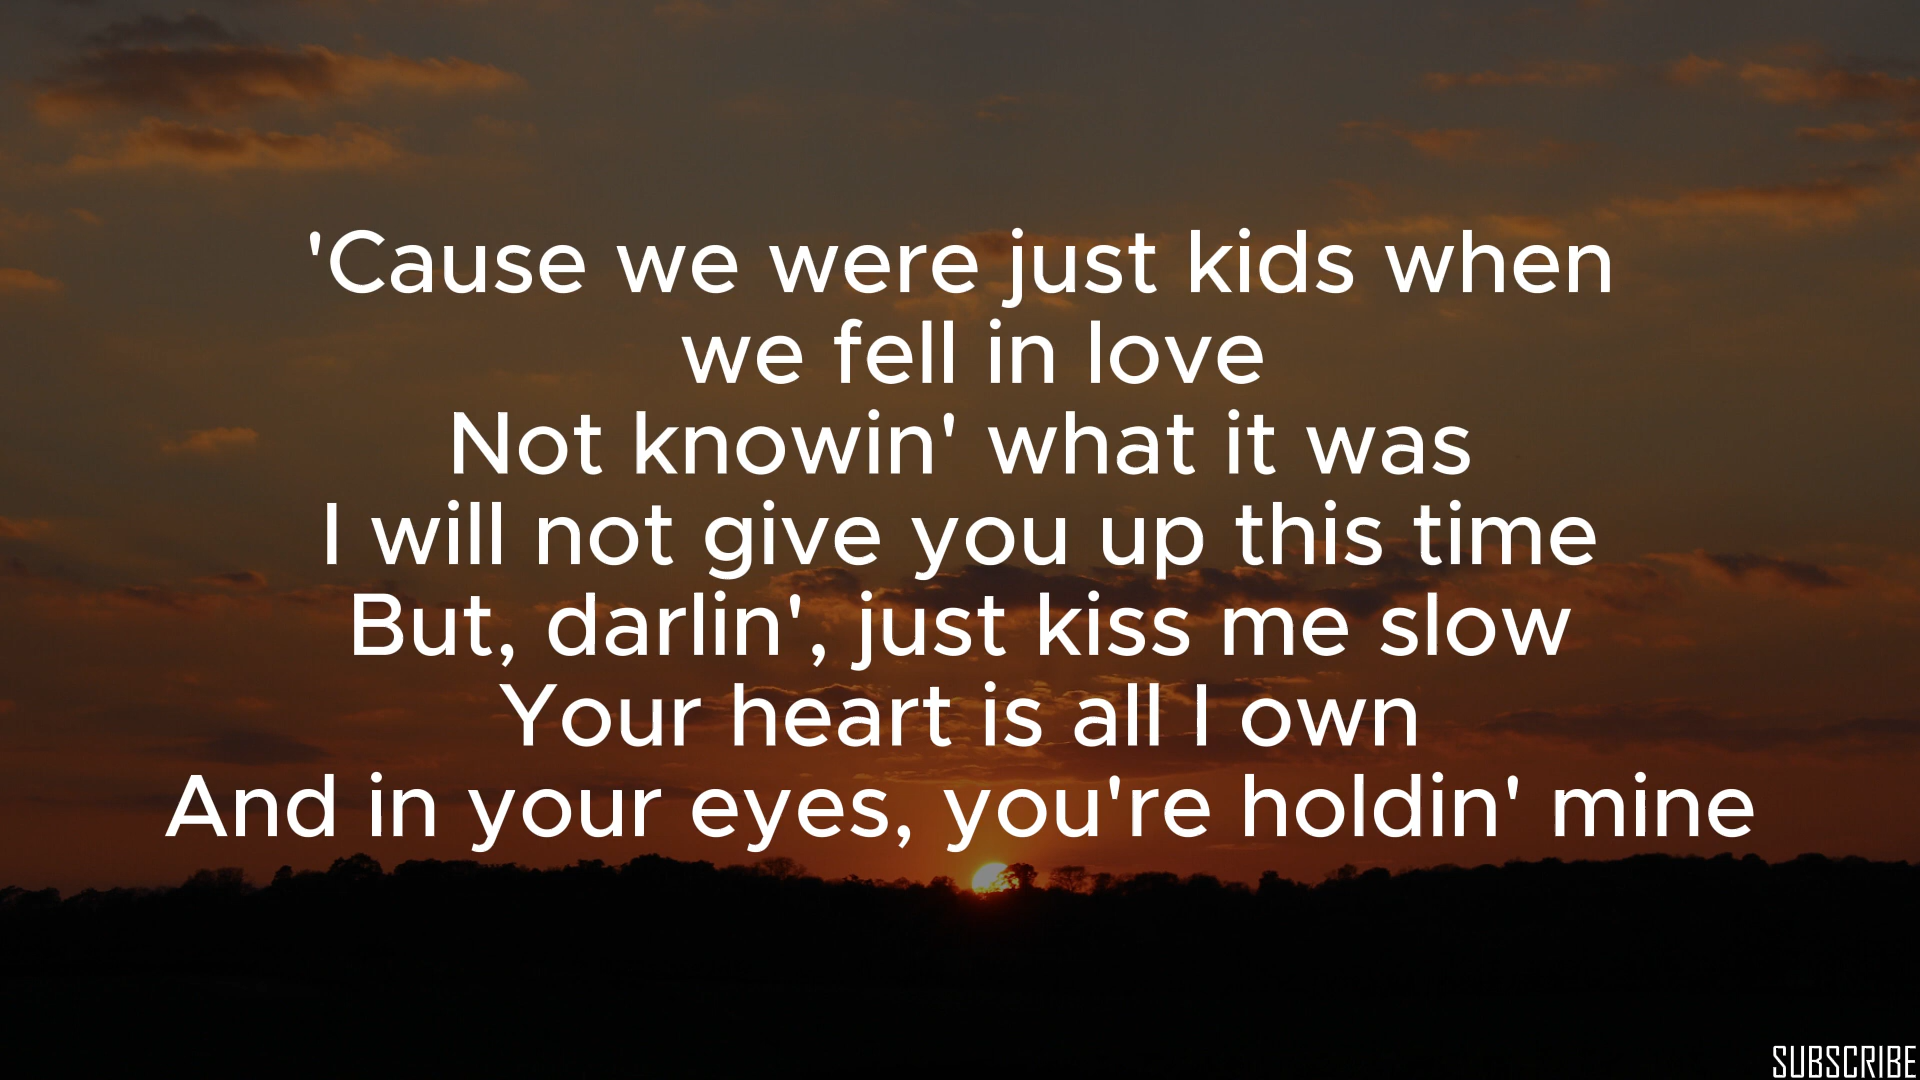 'Cause we were just kids when
we fell in love
Not knowin' what it was
I will not give you up this time
But, darlin', just kiss me slow
Your heart is all I own
And in your eyes, you're holdin' mine
SUBSCRIBE